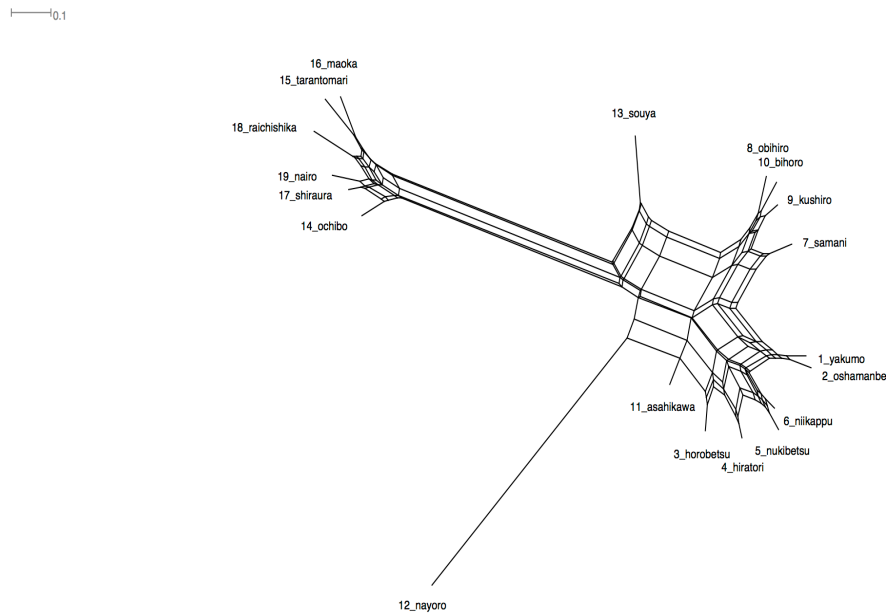 0.1
16_maoka
15_tarantomari
13_souya
18_raichishika
8_obihiro
10_bihoro
19_nairo
17_shiraura
9_kushiro
14_ochibo
7_samani
1_yakumo
2_oshamanbe
11_asahikawa
6_niikappu
5_nukibetsu
3_horobetsu
4_hiratori
12_nayoro